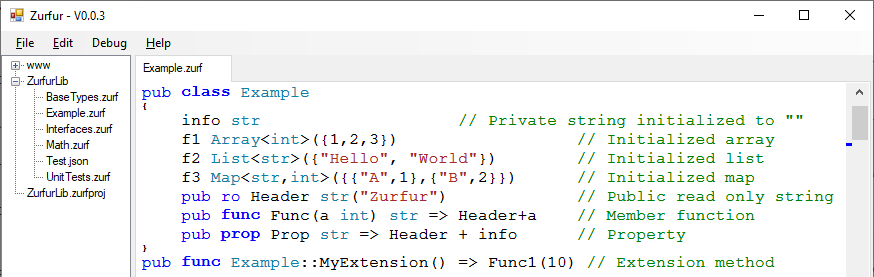 Zurfur - V0.0.3
File Edit Debug Help
www
ZurfurLib
BaseTypes.zurf
Example.zurf
Interfaces.zurf
Math.zurf
Test.json
UnitTests.zurf
ZurfurLib.zurfproj
Example.zurf
pub class Example
{
info str // Private string initialized to ""
f1 Array<int>({1,2,3}) // Initialized array
f2 List<str>({"Hello", "World"}) // Initialized list
f3 Map<str,int>({{"A",1},{"B",2}}) // Initialized map
pub ro Header str("Zurfur") // Public read only string
pub func Func(a int) str => Header+a // Member function
pub prop Prop str => Header + info // Property
}
pub func Example::MyExtension() => Func1(10) // Extension method